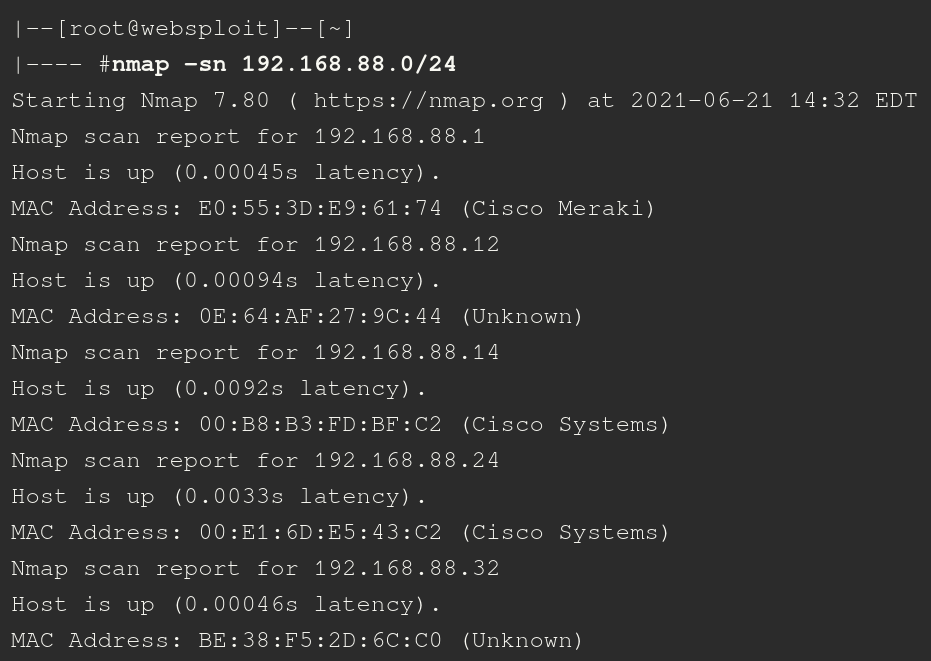 |--[root@websploit]--[~]
|---- #nmap -sn 192.168.88.0/24
Starting Nmap 7.80 ( https://nmap.org ) at 2021-06-21 14:32 EDT
Nmap scan report for 192.168.88.1
Host is up (0.00045s latency).
MAC Address: E0:55:3D:E9:61:74 (Cisco Meraki)
Nmap scan report for 192.168.88.12
Host is up (0.00094s latency).
MAC Address: 0E:64:AF:27:9C:44 (Unknown)
Nmap scan report for 192.168.88.14
Host is up (0.0092s latency).
MAC Address: 00:B8:B3:FD:BF:C2 (Cisco Systems)
Nmap scan report for 192.168.88.24
Host is up (0.0033s latency).
MAC Address: 00:E1:6D:E5:43:C2 (Cisco Systems)
Nmap scan report for 192.168.88.32
Host is up (0.00046s latency).
MAC Address: BE:38:F5:2D:6C:C0 (Unknown)